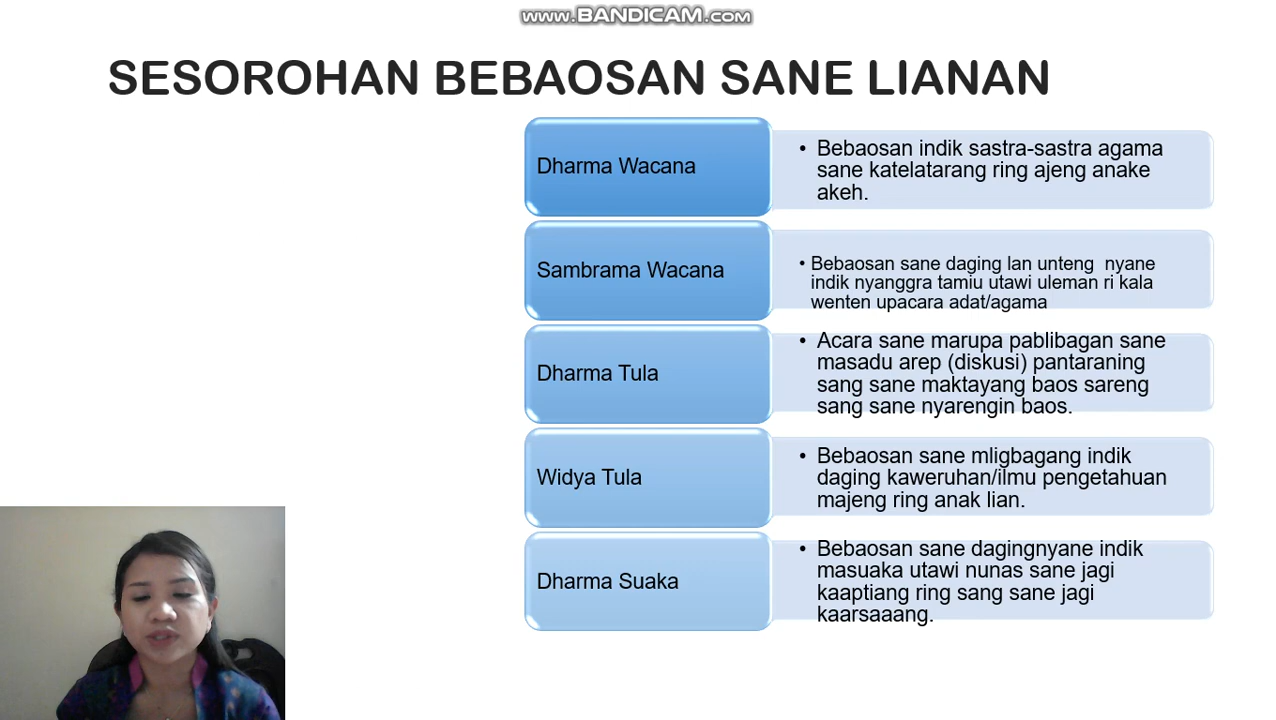 www.BANDICAM.com
SESOROHAN BEBAOSAN SANE LIANAN
Dharma Wacana
• Bebaosan indik sastra-sastra agama
sane katelatarang ring ajeng anake
akeh.
Sambrama Wacana
• Bebaosan sane daging lan unteng nyane
indik nyanggra tamiu utawi uleman ri kala
wenten upacara adat/agama
Dharma Tula
• Acara sane marupa pablibagan sane
masadu arep (diskusi) pantaraning
sang sane maktayang baos sareng
sang sane nyarengin baos.
Widya Tula
• Bebaosan sane mligbagang indik
daging kaweruhan/ilmu pengetahuan
majeng ring anak lian.
Dharma Suaka
• Bebaosan sane dagingnyane indik
masuaka utawi nunas sane jagi
kaaptiang ring sang sane jagi
kaarsaaang.